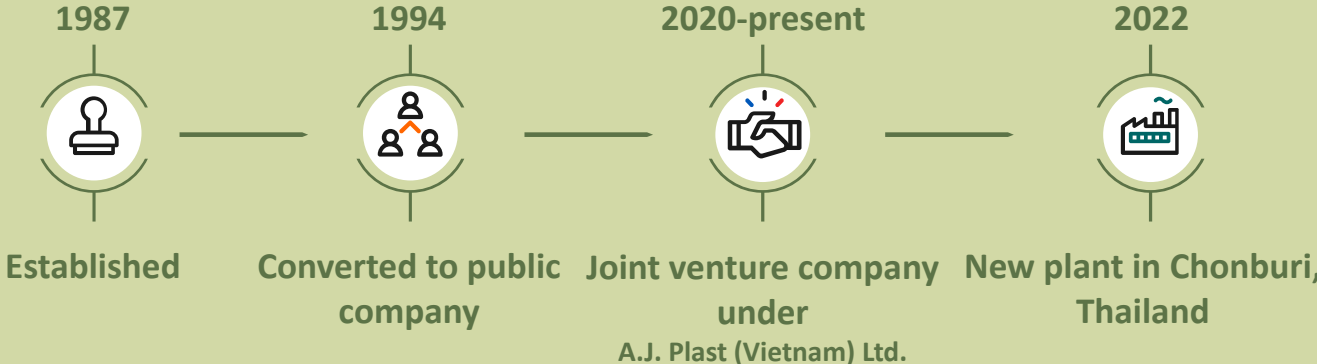 1987
Established
1994
Converted to public
company
2020-present
Joint venture company
under
A.J. Plast (Vietnam) Ltd.
2022
New plant in Chonburi,
Thailand